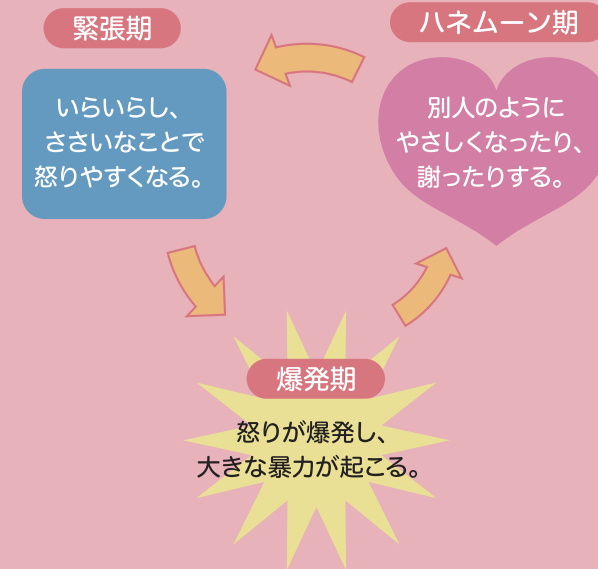 緊張期
いらいらし、
ささいなことで
怒りやすくなる。
ハネムーン期
別人のように
やさしくなったり、
謝ったりする。
爆発期
怒りが爆発し、
大きな暴力が起こる。